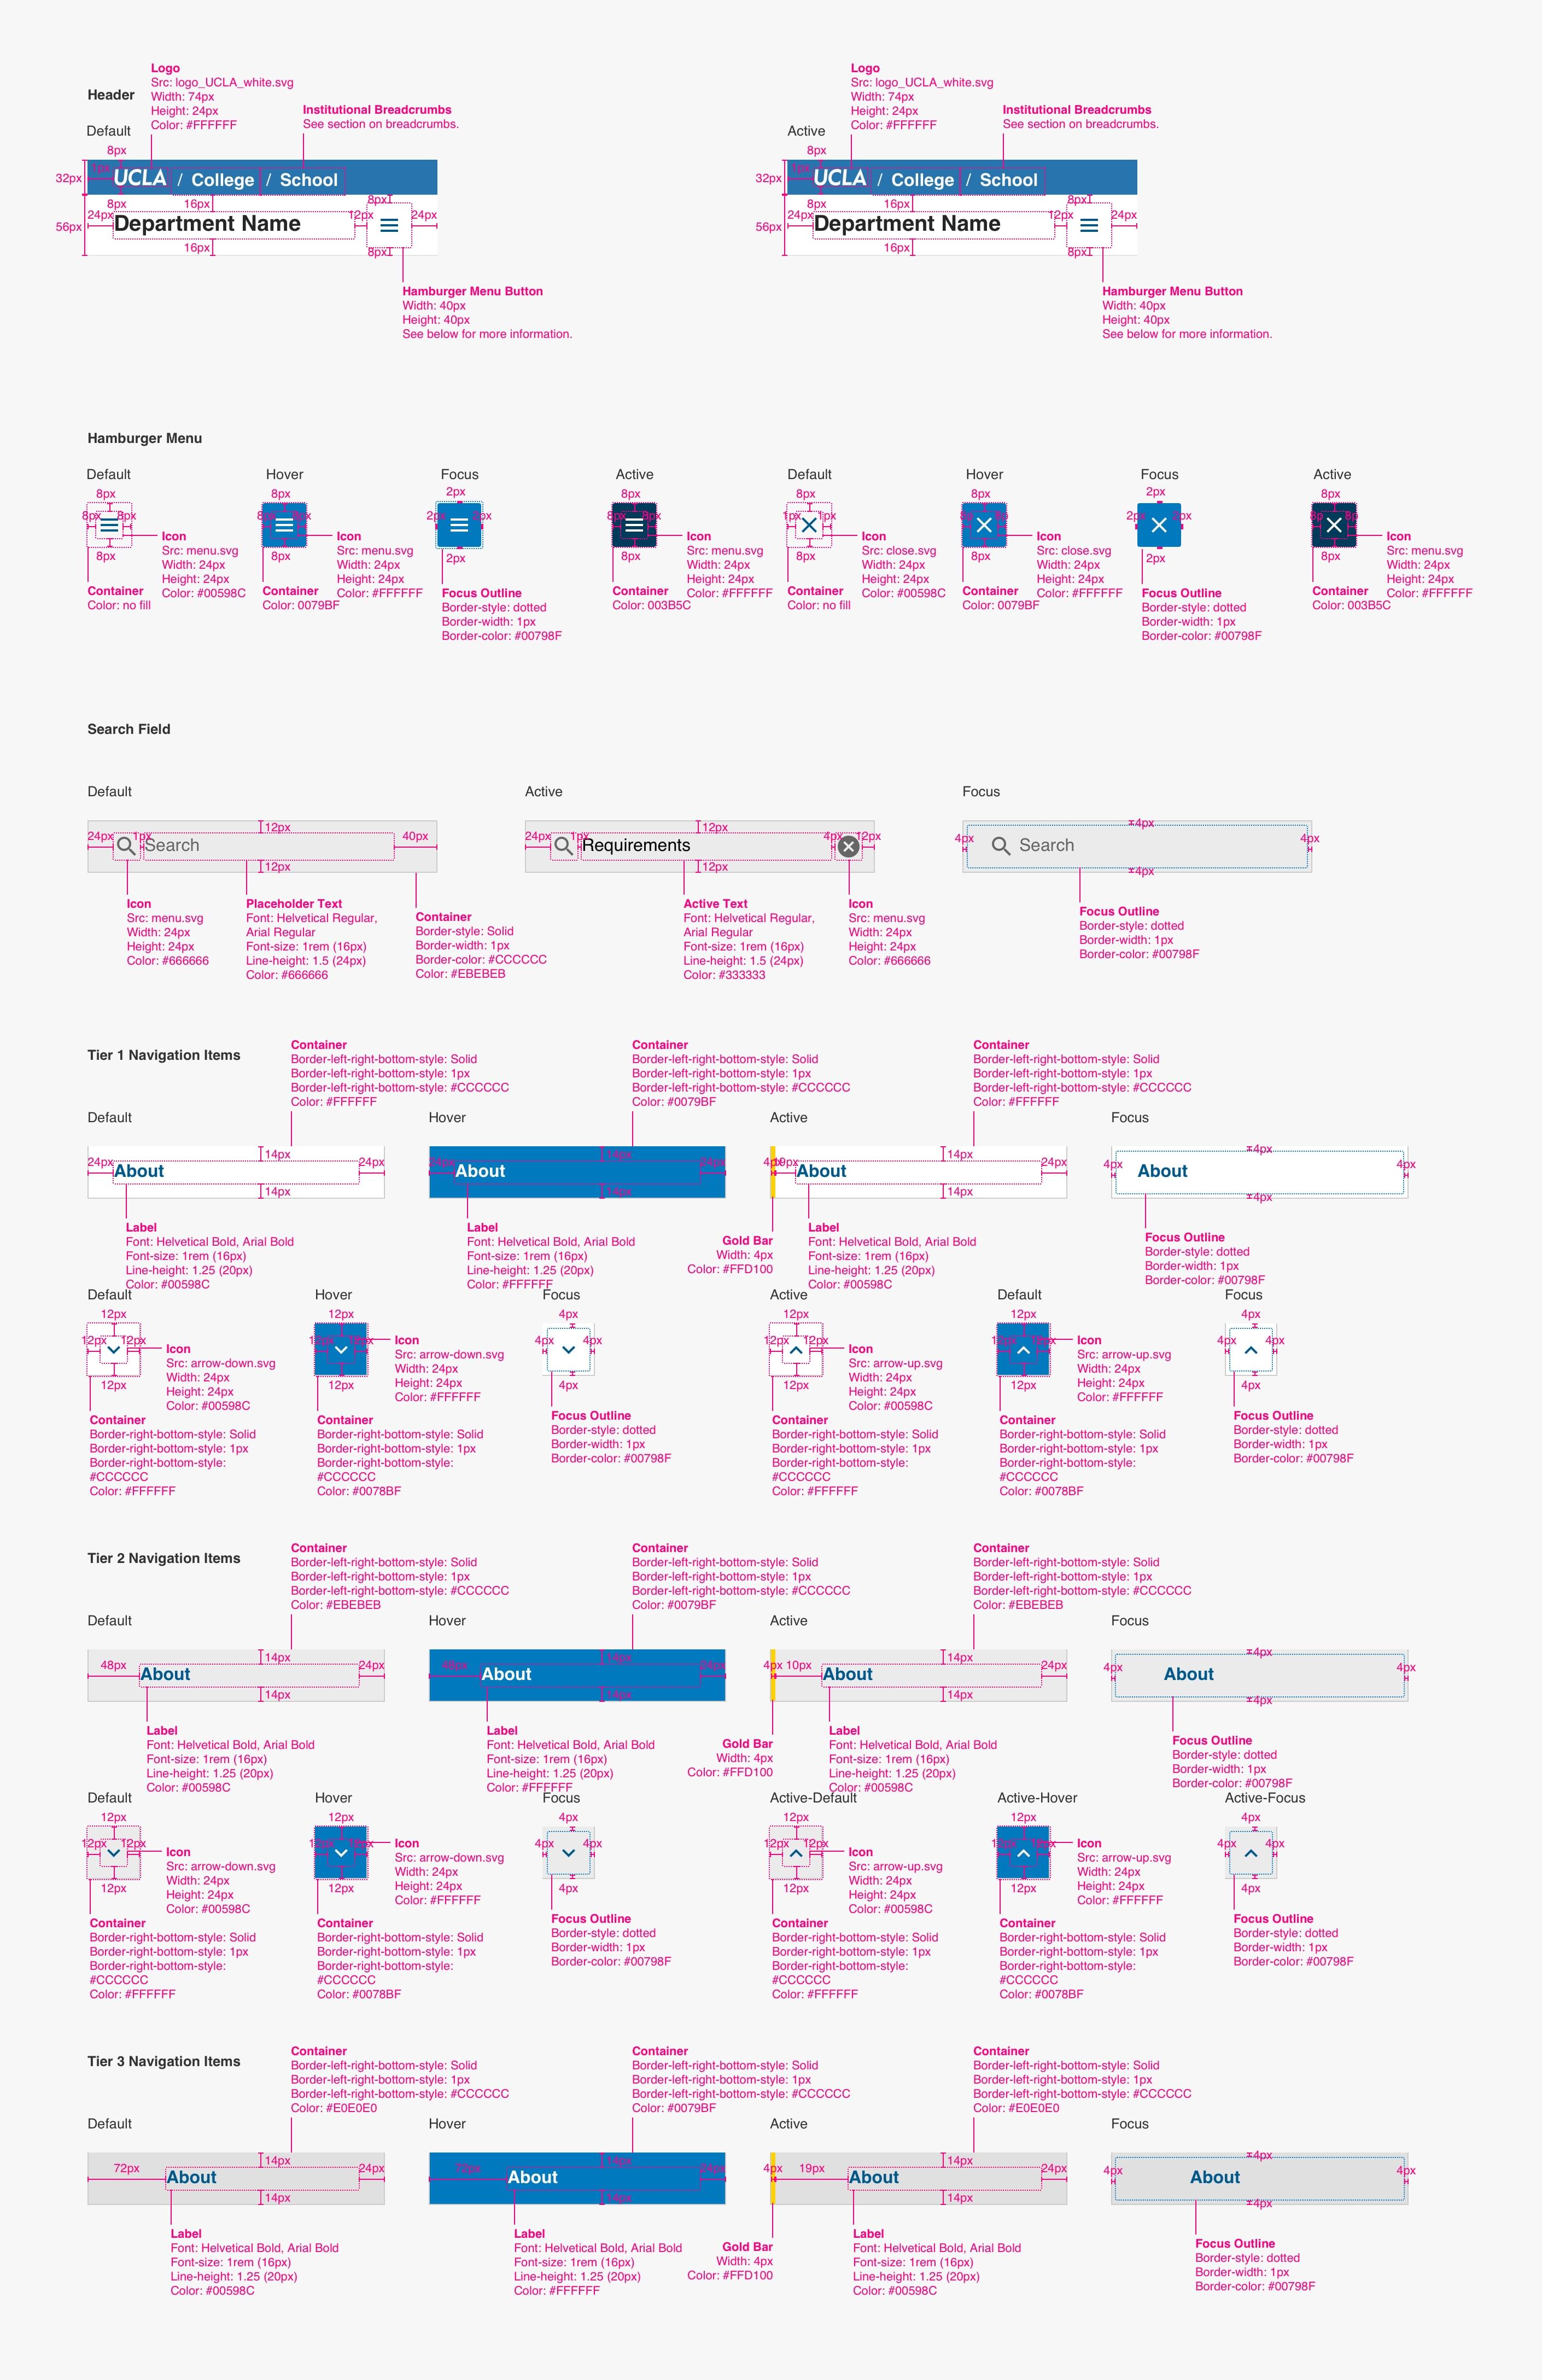 Header
Default
Logo
Src: logo_UCLA_white.svg
Width: 74px
Height: 24px
Color: #FFFFFF
Institutional Breadcrumbs
See section on breadcrumbs.
8px
1px
32px
UCLA / College / School
8px
16px
8px
24px
Department Name
12px
24px
56px
16px
8px
Hamburger Menu Button
Width: 40px
Height: 40px
See below for more information.
Active
Logo
Src: logo_UCLA_white.svg
Width: 74px
Height: 24px
Color: #FFFFFF
Institutional Breadcrumbs
See section on breadcrumbs.
8px
1px
32px
UCLA / College / School
8px
16px
8px
24px
Department Name
12px
24px
56px
16px
8px
Hamburger Menu Button
Width: 40px
Height: 40px
See below for more information.
Hamburger Menu
Default
8px
8px
8px
8px
Icon
Src: menu.svg
Width: 24px
Height: 24px
Color: #00598C
Container
Color: no fill
Hover
8px
8px
8px
8px
Icon
Src: menu.svg
Width: 24px
Height: 24px
Color: #FFFFFF
Container
Color: 0079BF
Focus
2px
2px
2px
2px
Focus Outline
Border-style: dotted
Border-width: 1px
Border-color: #00798F
Active
8px
8px
8px
8px
Icon
Src: menu.svg
Width: 24px
Height: 24px
Color: #FFFFFF
Container
Color: 003B5C
Default
8px
1px
1px
8px
Icon
Src: close.svg
Width: 24px
Height: 24px
Color: #00598C
Container
Color: no fill
Hover
8px
8px
Icon
Src: close.svg
Width: 24px
Height: 24px
Color: #FFFFFF
Container
Color: 0079BF
Focus
2px
2px
2px
2px
Focus Outline
Border-style: dotted
Border-width: 1px
Border-color: #00798F
Active
8px
8px
Icon
Src: menu.svg
Width: 24px
Height: 24px
Color: #FFFFFF
Container
Color: 003B5C
Search Field
Default
12px
24px
1px
Search
40px
12px
Icon
Src: menu.svg
Width: 24px
Height: 24px
Color: #666666
Placeholder Text
Font: Helvetical Regular,
Arial Regular
Font-size: 1rem (16px)
Line-height: 1.5 (24px)
Color: #666666
Container
Border-style: Solid
Border-width: 1px
Border-color: #CCCCCC
Color: #EBEBEB
Active
12px
24px
1px
Requirements
4px
12px
12px
Active Text
Font: Helvetical Regular,
Arial Regular
Font-size: 1rem (16px)
Line-height: 1.5 (24px)
Color: #333333
Icon
Src: menu.svg
Width: 24px
Height: 24px
Color: #666666
Focus
4px
4px
Search
4px
4px
Focus Outline
Border-style: dotted
Border-width: 1px
Border-color: #00798F
Tier 1 Navigation Items
Container
Border-left-right-bottom-style: Solid
Border-left-right-bottom-style: 1px
Border-left-right-bottom-style: #CCCCCC
Color: #FFFFFF
Default
14px
24px
About
24px
14px
Label
Font: Helvetical Bold, Arial Bold
Font-size: 1rem (16px)
Line-height: 1.25 (20px)
Color: #00598C
Container
Border-left-right-bottom-style: Solid
Border-left-right-bottom-style: 1px
Border-left-right-bottom-style: #CCCCCC
Color: #0079BF
Hover
14px
24px
About
24px
14px
Label
Font: Helvetical Bold, Arial Bold
Font-size: 1rem (16px)
Line-height: 1.25 (20px)
Color: #FFFFFF
Container
Border-left-right-bottom-style: Solid
Border-left-right-bottom-style: 1px
Border-left-right-bottom-style: #CCCCCC
Color: #FFFFFF
Active
14px
4px
About
24px
14px
Gold Bar
Width: 4px
Color: #FFD100
Label
Font: Helvetical Bold, Arial Bold
Font-size: 1rem (16px)
Line-height: 1.25 (20px)
Color: #00598C
Focus
4px
4px
About
4px
4px
Focus Outline
Border-style: dotted
Border-width: 1px
Border-color: #00798F
Default
12px
12px
12px
12px
Icon
Src: arrow-down.svg
Width: 24px
Height: 24px
Color: #00598C
Container
Border-right-bottom-style: Solid
Border-right-bottom-style: 1px
Border-right-bottom-style:
#CCCCCC
Color: #FFFFFF
Hover
12px
12px
Icon
Src: arrow-down.svg
Width: 24px
Height: 24px
Color: #FFFFFF
Container
Border-right-bottom-style: Solid
Border-right-bottom-style: 1px
Border-right-bottom-style:
#CCCCCC
Color: #0078BF
Focus
4px
4px
4px
4px
Focus Outline
Border-style: dotted
Border-width: 1px
Border-color: #00798F
Active
12px
12px
12px
12px
Icon
Src: arrow-up.svg
Width: 24px
Height: 24px
Color: #00598C
Container
Border-right-bottom-style: Solid
Border-right-bottom-style: 1px
Border-right-bottom-style:
#CCCCCC
Color: #FFFFFF
Default
12px
12px
Icon
Src: arrow-up.svg
Width: 24px
Height: 24px
Color: #FFFFFF
Container
Border-right-bottom-style: Solid
Border-right-bottom-style: 1px
Border-right-bottom-style:
#CCCCCC
Color: #0078BF
Focus
4px
4px
4px
4px
Focus Outline
Border-style: dotted
Border-width: 1px
Border-color: #00798F
Tier 2 Navigation Items
Container
Border-left-right-bottom-style: Solid
Border-left-right-bottom-style: 1px
Border-left-right-bottom-style: #CCCCCC
Color: #EBEBEB
Default
14px
48px
About
24px
14px
Label
Font: Helvetical Bold, Arial Bold
Font-size: 1rem (16px)
Line-height: 1.25 (20px)
Color: #00598C
Container
Border-left-right-bottom-style: Solid
Border-left-right-bottom-style: 1px
Border-left-right-bottom-style: #CCCCCC
Color: #0079BF
Hover
14px
48px
About
24px
14px
Label
Font: Helvetical Bold, Arial Bold
Font-size: 1rem (16px)
Line-height: 1.25 (20px)
Color: #FFFFFF
Container
Border-left-right-bottom-style: Solid
Border-left-right-bottom-style: 1px
Border-left-right-bottom-style: #CCCCCC
Color: #EBEBEB
Active
14px
4px 10px
About
24px
14px
Gold Bar
Width: 4px
Color: #FFD100
Label
Font: Helvetical Bold, Arial Bold
Font-size: 1rem (16px)
Line-height: 1.25 (20px)
Color: #00598C
Focus
4px
4px
About
4px
4px
Focus Outline
Border-style: dotted
Border-width: 1px
Border-color: #00798F
Default
12px
12px
12px
12px
Icon
Src: arrow-down.svg
Width: 24px
Height: 24px
Color: #00598C
Container
Border-right-bottom-style: Solid
Border-right-bottom-style: 1px
Border-right-bottom-style:
#CCCCCC
Color: #FFFFFF
Hover
12px
12px
Icon
Src: arrow-down.svg
Width: 24px
Height: 24px
Color: #FFFFFF
Container
Border-right-bottom-style: Solid
Border-right-bottom-style: 1px
Border-right-bottom-style:
#CCCCCC
Color: #0078BF
Focus
4px
4px
4px
4px
Focus Outline
Border-style: dotted
Border-width: 1px
Border-color: #00798F
Active-Default
12px
12px
12px
12px
Icon
Src: arrow-up.svg
Width: 24px
Height: 24px
Color: #00598C
Container
Border-right-bottom-style: Solid
Border-right-bottom-style: 1px
Border-right-bottom-style:
#CCCCCC
Color: #FFFFFF
Active-Hover
12px
12px
Icon
Src: arrow-up.svg
Width: 24px
Height: 24px
Color: #FFFFFF
Container
Border-right-bottom-style: Solid
Border-right-bottom-style: 1px
Border-right-bottom-style:
#CCCCCC
Color: #0078BF
Active-Focus
4px
4px
4px
4px
Focus Outline
Border-style: dotted
Border-width: 1px
Border-color: #00798F
Tier 3 Navigation Items
Container
Border-left-right-bottom-style: Solid
Border-left-right-bottom-style: 1px
Border-left-right-bottom-style: #CCCCCC
Color: #E0E0E0
Default
14px
72px
About
24px
14px
Label
Font: Helvetical Bold, Arial Bold
Font-size: 1rem (16px)
Line-height: 1.25 (20px)
Color: #00598C
Container
Border-left-right-bottom-style: Solid
Border-left-right-bottom-style: 1px
Border-left-right-bottom-style: #CCCCCC
Color: #0079BF
Hover
14px
72px
About
24px
14px
Label
Font: Helvetical Bold, Arial Bold
Font-size: 1rem (16px)
Line-height: 1.25 (20px)
Color: #FFFFFF
Container
Border-left-right-bottom-style: Solid
Border-left-right-bottom-style: 1px
Border-left-right-bottom-style: #CCCCCC
Color: #E0E0E0
Active
14px
4px
19px
About
24px
14px
Gold Bar
Width: 4px
Color: #FFD100
Label
Font: Helvetical Bold, Arial Bold
Font-size: 1rem (16px)
Line-height: 1.25 (20px)
Color: #00598C
Focus
4px
4px
About
4px
4px
Focus Outline
Border-style: dotted
Border-width: 1px
Border-color: #00798F